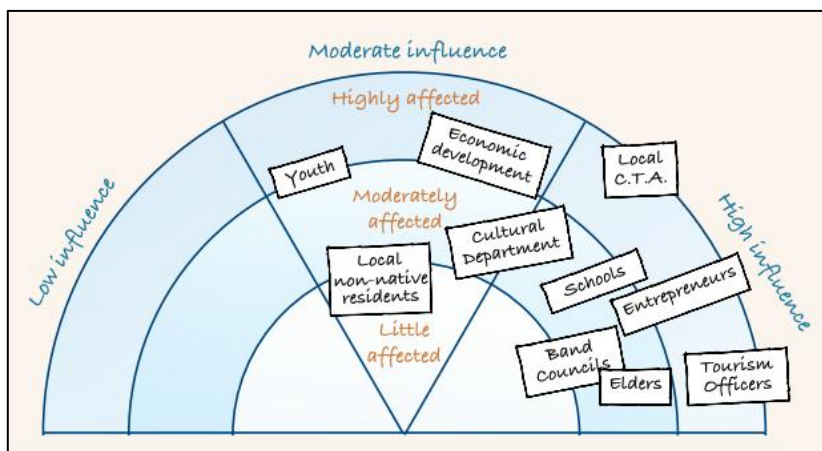 Moderate influence
Highly affected
Youth
Economic
development
Local
C.T.A.
Low influence
Moderately
affected
Cultural
Department
High influence
Local
non-native
residents
Schools
Entrepreneurs
Little
affected
Band
Councils
Elders
Tourism
Officers